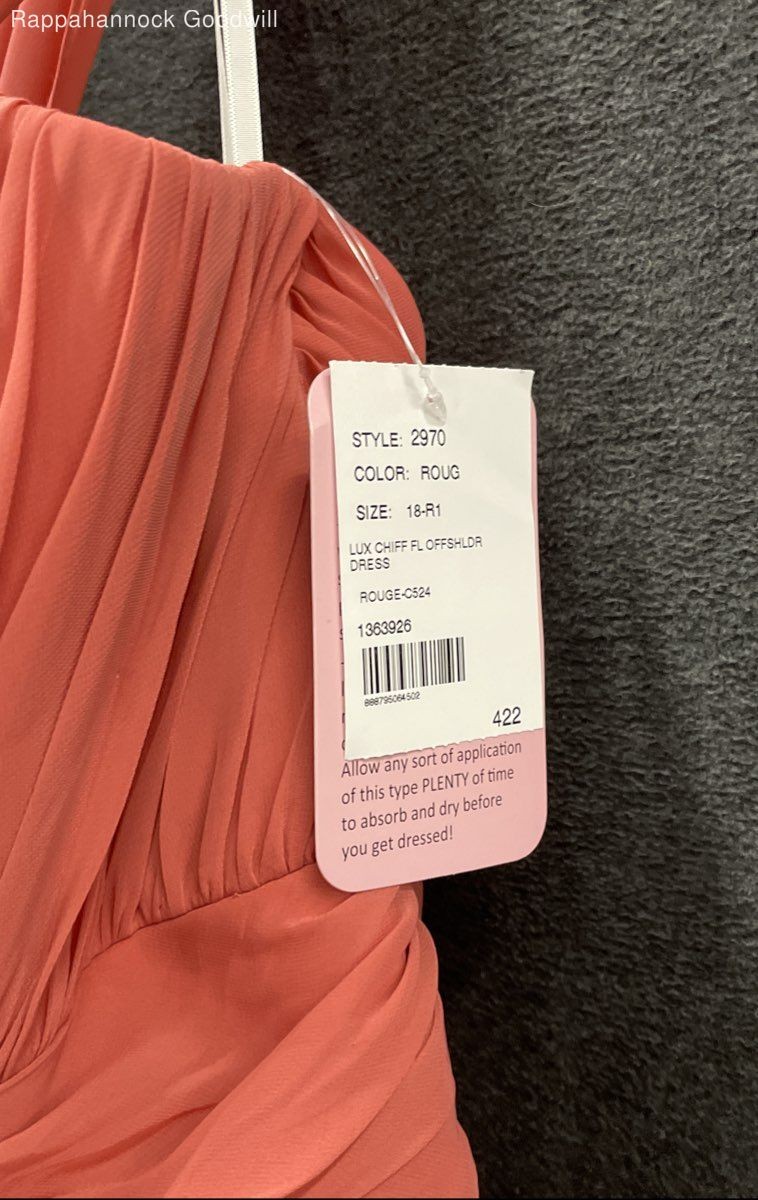 Rappahannock Goodwill
STYLE: 2970
COLOR: ROUG
SIZE: 18-R1
LUX CHIFF FL OFFSHLDR
DRESS
ROUGE-C524
1363926
888795064502
422
Allow any sort of application
of this type PLENTY of time
to absorb and dry before
you get dressed!